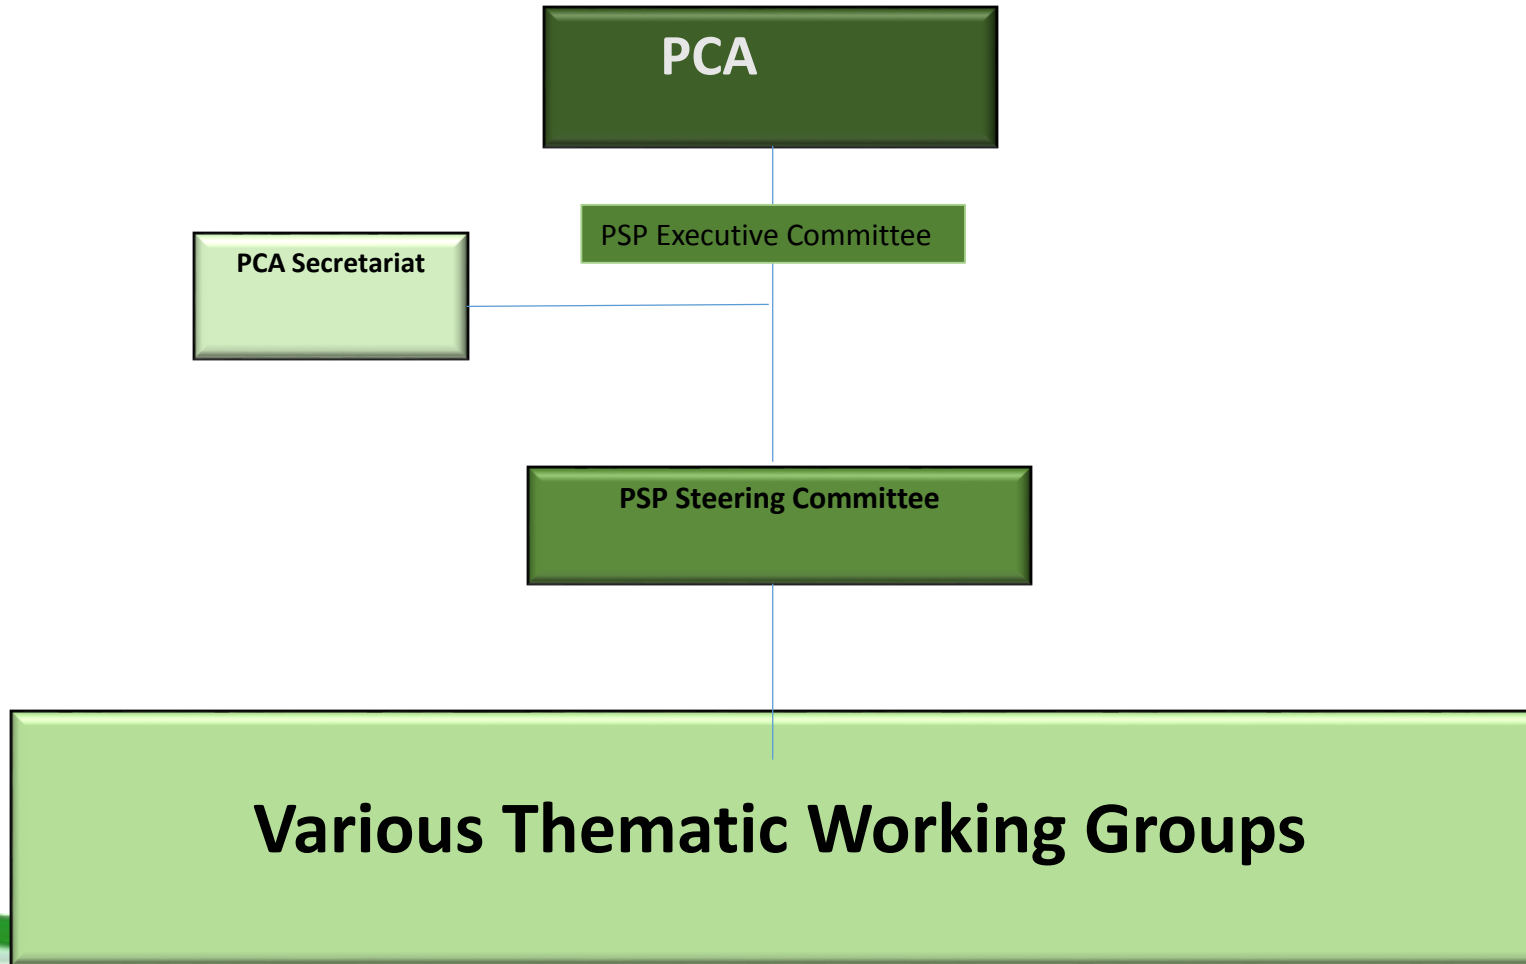 PCA
PSP Executive Committee
PCA Secretariat
PSP Steering Committee
Various Thematic Working Groups